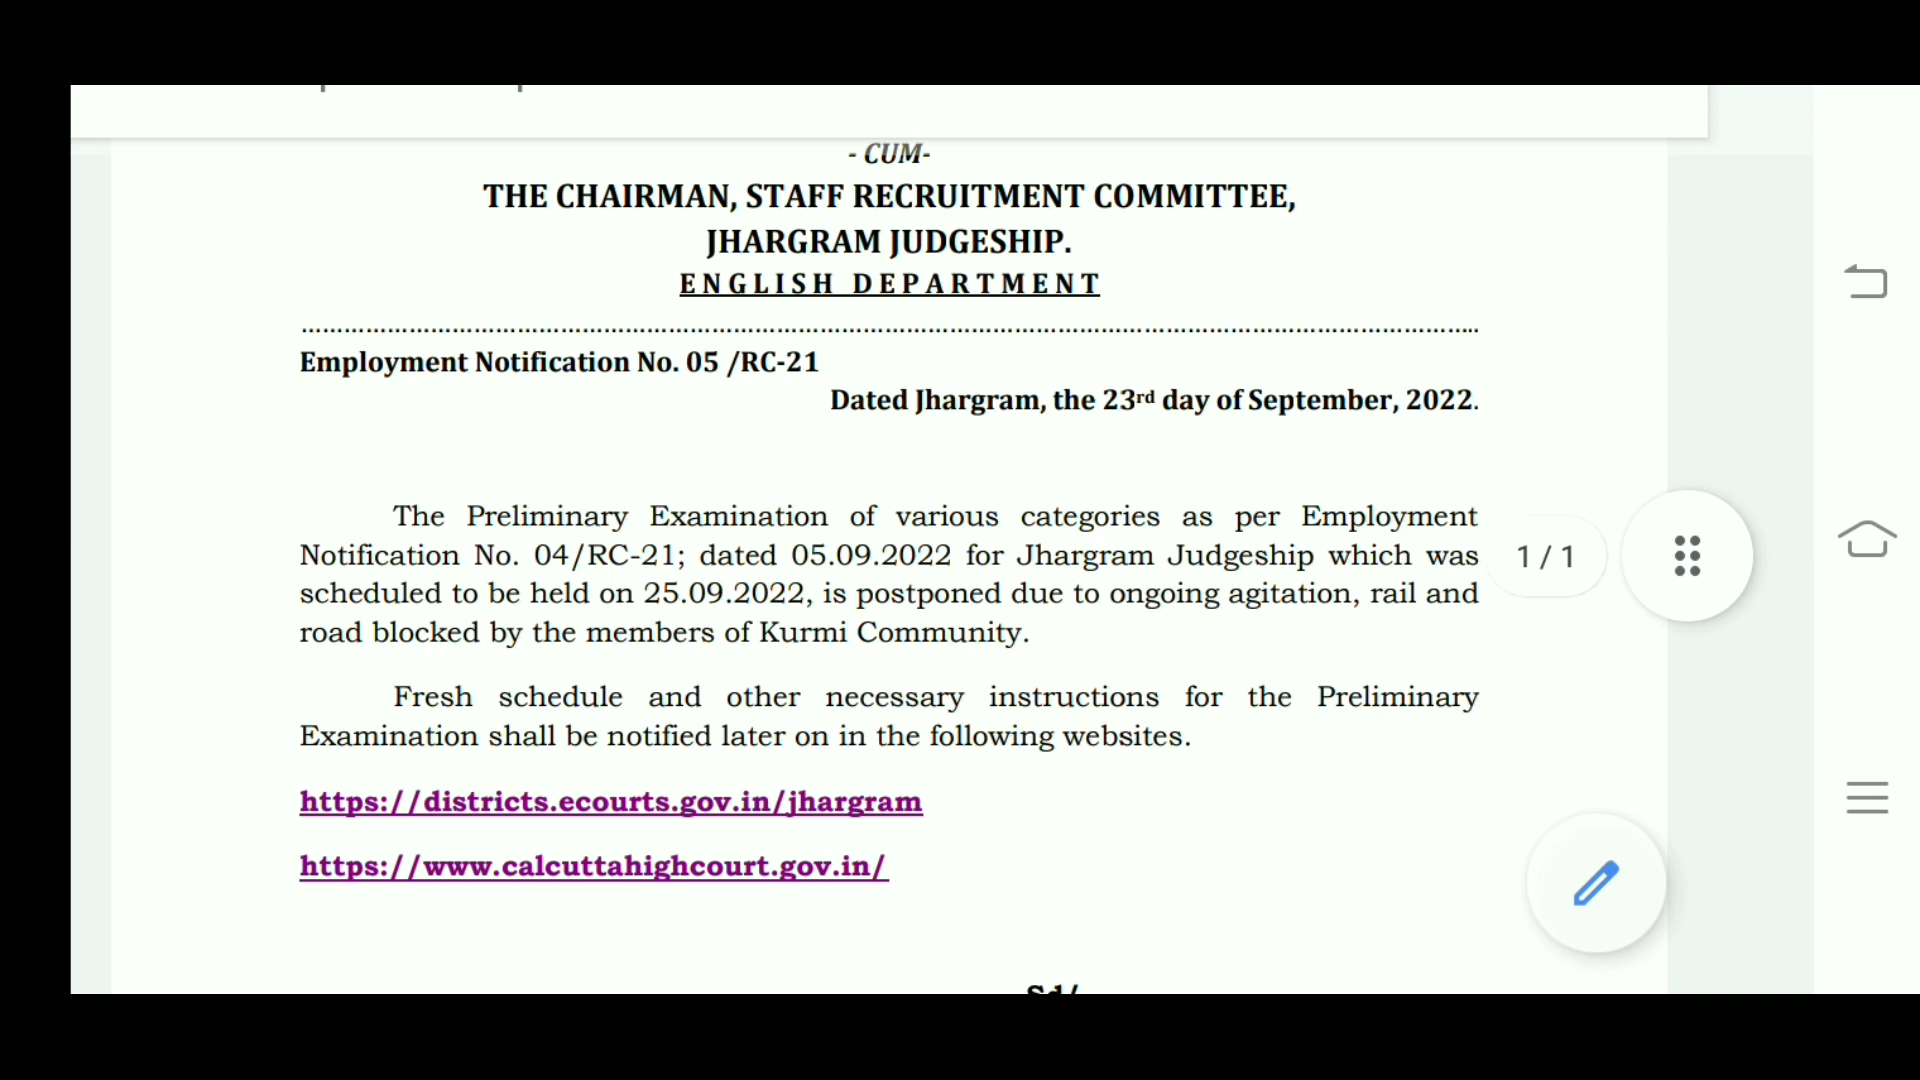 - CUM-
THE CHAIRMAN, STAFF RECRUITMENT COMMITTEE,
JHARGRAM JUDGESHIP.
ENGLISH DEPARTMENT
Employment Notification No. 05 /RC-21
Dated Jhargram, the 23rd day of September, 2022.
The Preliminary Examination of various categories as per Employment
Notification No. 04/RC-21; dated 05.09.2022 for Jhargram Judgeship which was
scheduled to be held on 25.09.2022, is postponed due to ongoing agitation, rail and
road blocked by the members of Kurmi Community.
Fresh schedule and other necessary instructions for the Preliminary
Examination shall be notified later on in the following websites.
https://districts.ecourts.gov.in/jhargram
https://www.calcuttahighcourt.gov.in/
1 / 1
Sd/